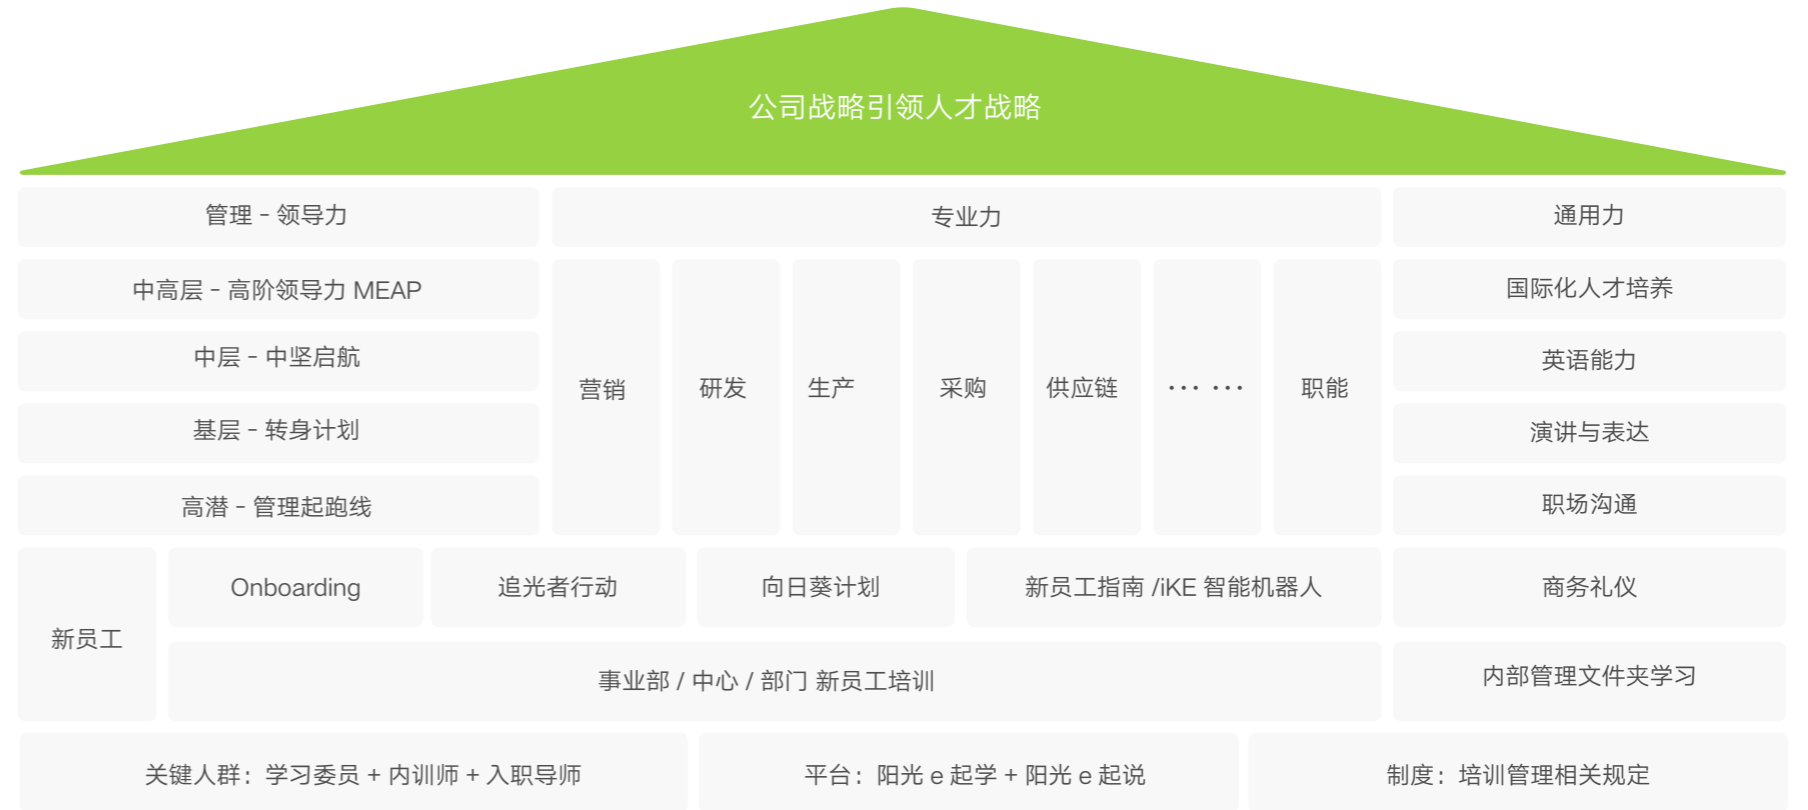 公司战略引领人才战略
管理 - 领导力
专业力
通用力
中高层 - 高阶领导力 MEAP
中层 - 中坚启航
基层 - 转身计划
高潜 - 管理起跑线
营销
研发
生产
采购
供应链
… …
职能
国际化人才培养
英语能力
演讲与表达
职场沟通
新员工
Onboarding
追光者行动
向日葵计划
新员工指南 /iKE 智能机器人
商务礼仪
事业部 / 中心 / 部门 新员工培训
内部管理文件夹学习
关键人群：学习委员 + 内训师 + 入职导师
平台：阳光 e 起学 + 阳光 e 起说
制度：培训管理相关规定